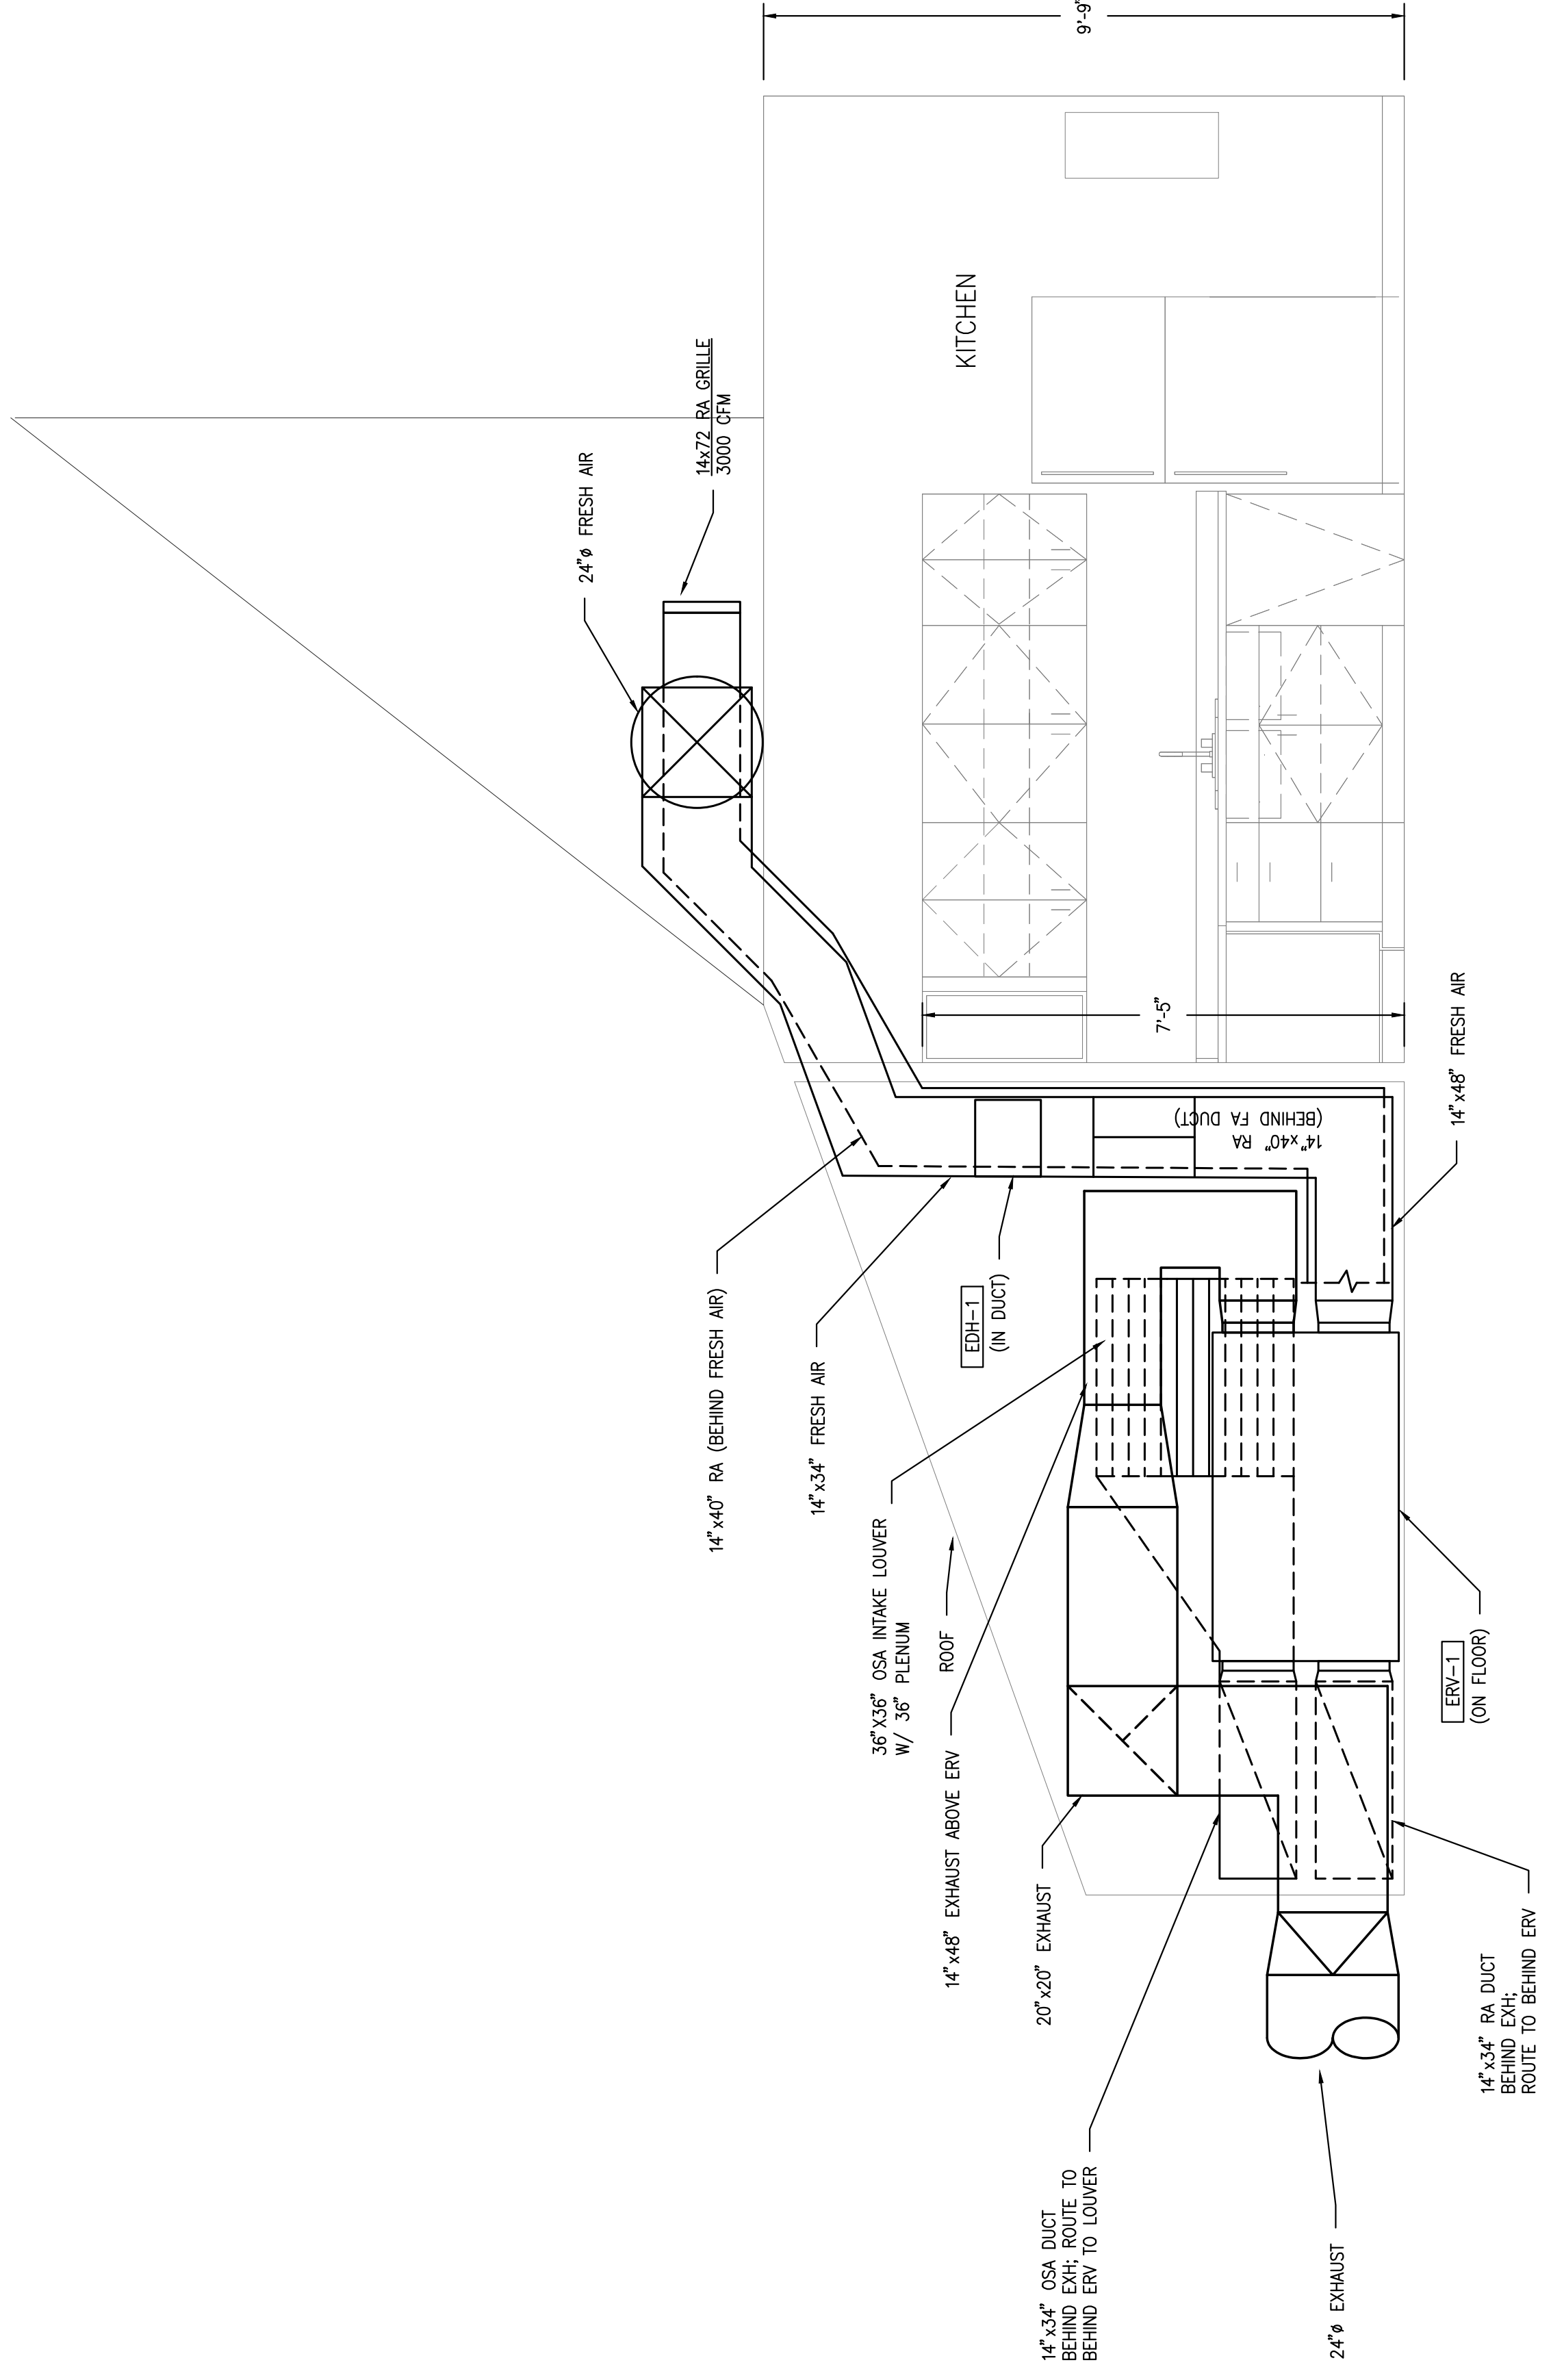 9'-9"
KITCHEN
14x72 RA GRILLE
3000 CFM
24"ø FRESH AIR
7'-5"
14"x48" FRESH AIR
14"x40" RA
(BEHIND FA DUCT)
14"x40" RA (BEHIND FRESH AIR)
14"x34" FRESH AIR
EDH-1
(IN DUCT)
36"X36" OSA INTAKE LOUVER
W/ 36" PLENUM
ROOF
14"x48" EXHAUST ABOVE ERV
20"x20" EXHAUST
ERV-1
(ON FLOOR)
14"x34" RA DUCT
BEHIND EXH;
ROUTE TO BEHIND ERV
14"x34" OSA DUCT
BEHIND EXH; ROUTE TO
BEHIND ERV TO LOUVER
24"ø EXHAUST